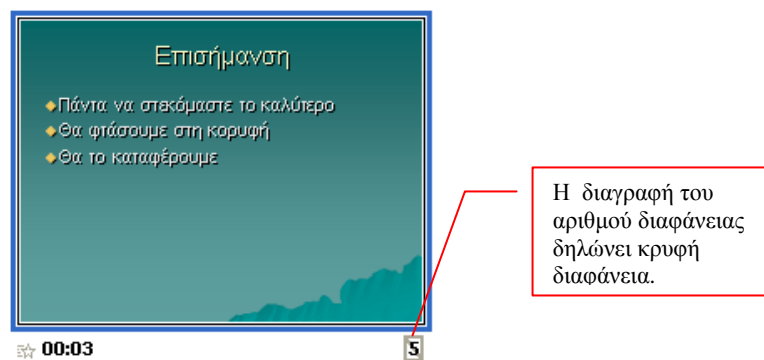 Επισήμανση
Πάντα να στεκόμαστε το καλύτερο
Θα φτάσουμε στη κορυφή
Θα το καταφέρουμε
Η διαγραφή του
αριθμού διαφάνειας
δηλώνει κρυφή
διαφάνεια.
00:03
5